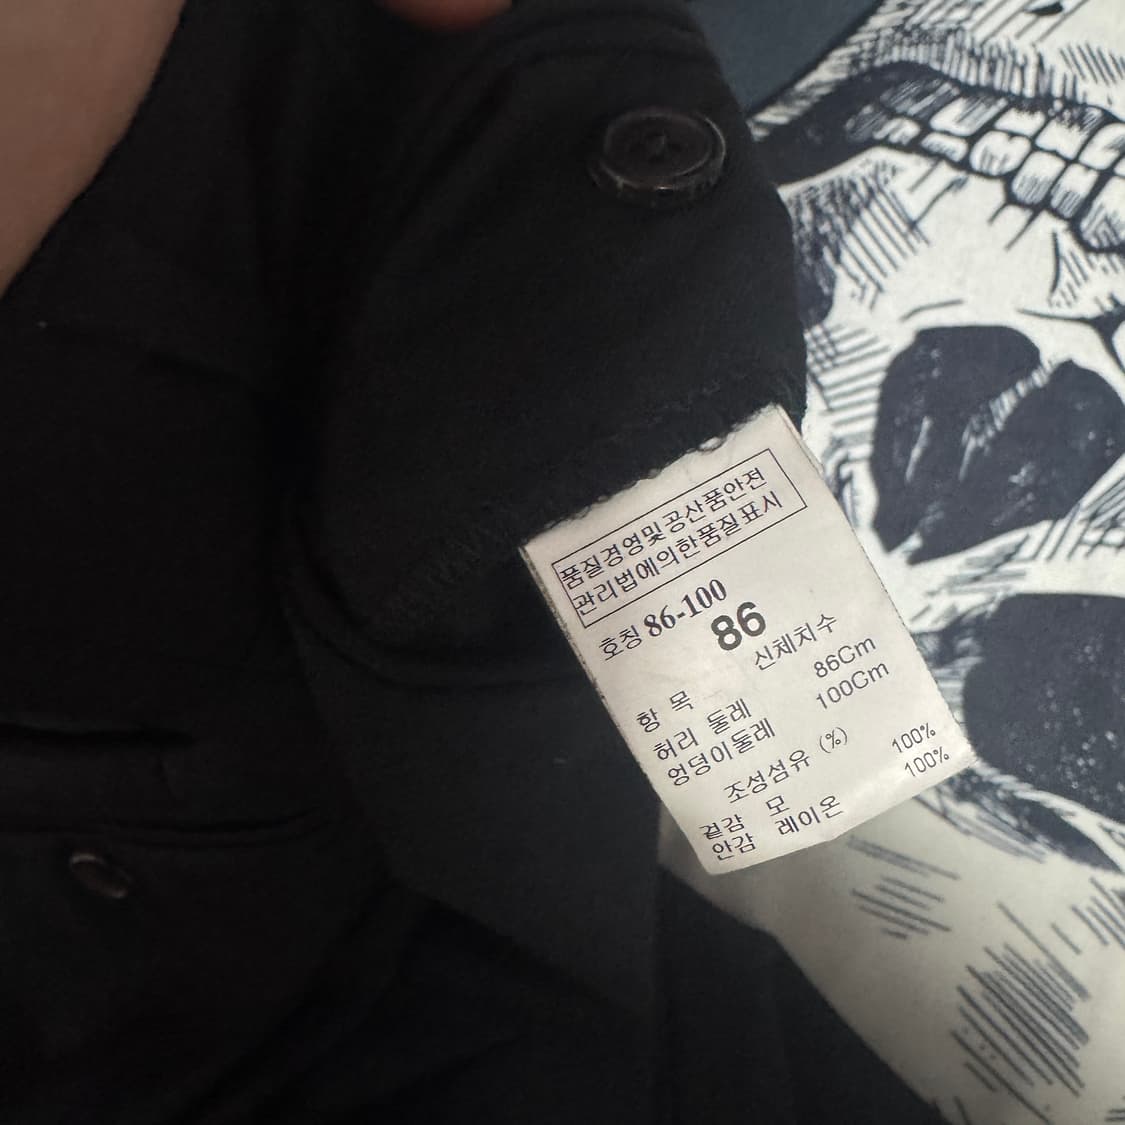 품질경영및공산품안전
관리법에의한품질표시
호칭 86-100
86
항 목 신체치수
허리 둘레 86Cm
엉덩이둘레 100Cm
조성섬유 (%)
겉감 모 100%
안감 레이온 100%